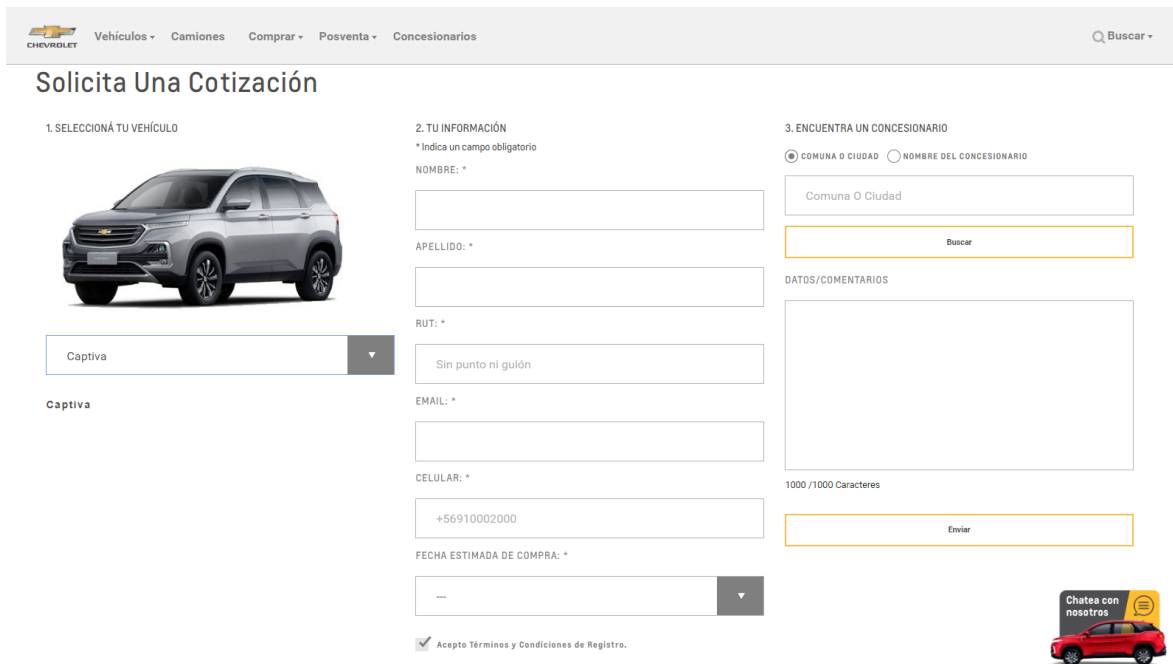 CHEVROLET
Vehículos
Camiones
Comprar
Posventa
Concesionarios
Buscar
Solicita Una Cotización
1. SELECCIONÁ TU VEHÍCULO
Captiva
Captiva
2. TU INFORMACIÓN
* Indica un campo obligatorio
NOMBRE: *
APELLIDO: *
RUT: *
Sin punto ni guión
EMAIL: *
CELULAR: *
+56910002000
FECHA ESTIMADA DE COMPRA: *
---
Acepto Términos y Condiciones de Registro.
3. ENCUENTRA UN CONCESIONARIO
COMUNA O CIUDAD
NOMBRE DEL CONCESIONARIO
Comuna O Ciudad
Buscar
DATOS/COMENTARIOS
1000 /1000 Caracteres
Enviar
Chatea con
nosotros